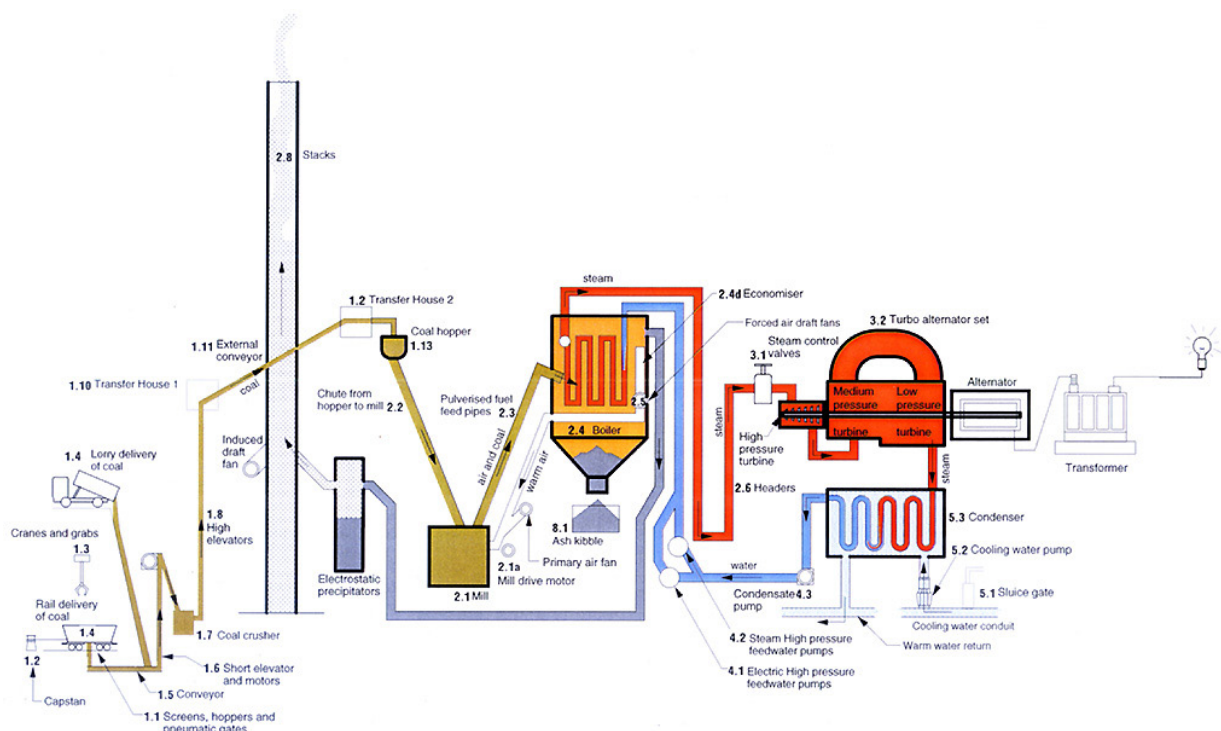 2.8 Stacks
steam
2.4d Economiser
1.2 Transfer House 2
Forced air draft fans
3.2 Turbo alternator set
Coal hopper
1.13
1.11 External
conveyor
coal
Steam control
3.1 valves
1.10 Transfer House 1
Chute from
hopper to mill 2.2
Pulverised fuel
feed pipes 2.3
2.5
Medium
pressure
turbine
Low
pressure
turbine
Alternator
2.4 Boiler
High
pressure
turbine
steam
Transformer
Induced
draft
fan
1.4 Lorry delivery
of coal
air and coal
warm air
2.6 Headers
steam
1.8
High
elevators
8.1
Ash kibble
5.3 Condenser
Cranes and grabs
1.3
5.2 Cooling water pump
Primary air fan
2.1a
Mill drive motor
water
Electrostatic
precipitators
2.1 Mill
Condensate 4.3
pump
5.1 Sluice gate
Rail delivery
of coal
1.4
1.7 Coal crusher
Cooling water conduit
4.2 Steam High pressure
feedwater pumps
Warm water return
1.2
Capstan
1.6 Short elevator
and motors
4.1 Electric High pressure
feedwater pumps
1.5 Conveyor
1.1 Screens, hoppers and
pneumatic gates